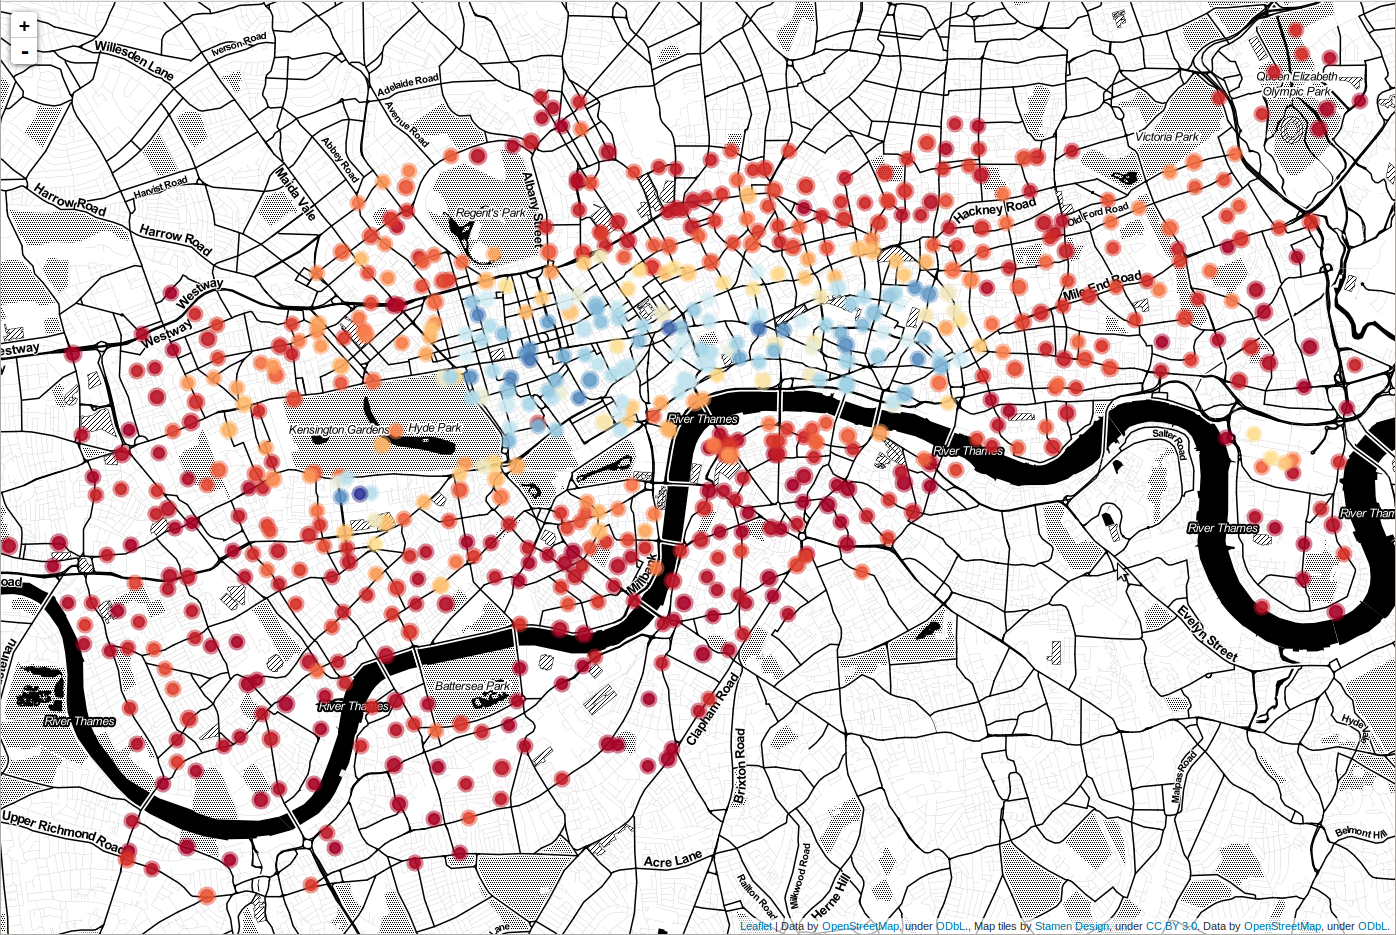 +
-
Willesden Lane
Iverson Road
Adelaide Road
Avenue Road
Abbey Road
Maida Vale
Harvist Road
Harrow Road
Harrow Road
Albany Street
Regent's Park
Queen Elizabeth
Olympic Park
Victoria Park
Hackney Road
Old Ford Road
Mile End Road
Westway
Westway
estway
y
Kensington Gardens
Hyde Park
River Thames
River Thames
Salter Road
River Thames
River Tham
Millbank
Evelyn Street
oad
stelnau
Battersea Park
River Thames
River Thames
Clapham Road
Brixton Road
Malpas Road
Hyde Vale
Upper Richmond Road
Acre Lane
Railton Road
Milkwood Road
Herne Hill
Belmont Hill
Lane
Leaflet | Data by OpenStreetMap, under ODbL., Map tiles by Stamen Design, under CC BY 3.0. Data by OpenStreetMap, under ODbL.